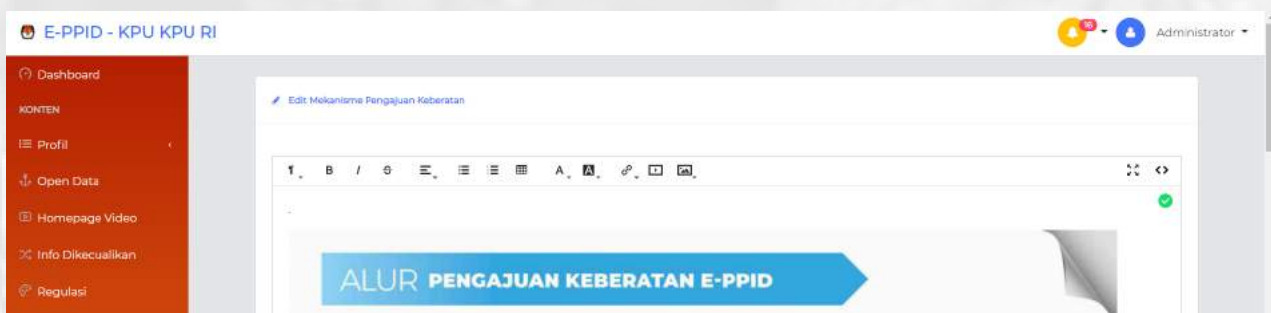 E-PPID - KPU KPU RI
16
Administrator
Dashboard
KONTEN
Profil
Open Data
Homepage Video
Info Dikecualikan
Regulasi
Edit Mekanisme Pengajuan Keberatan
B I S A A
ALUR PENGAJUAN KEBERATAN E-PPID